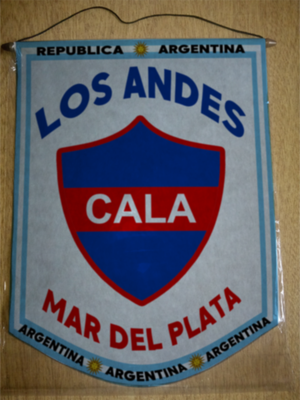 REPUBLICA ARGENTINA
LOS ANDES
CALA
MAR DEL PLATA
ARGENTINA ARGENTINA ARGENTINA